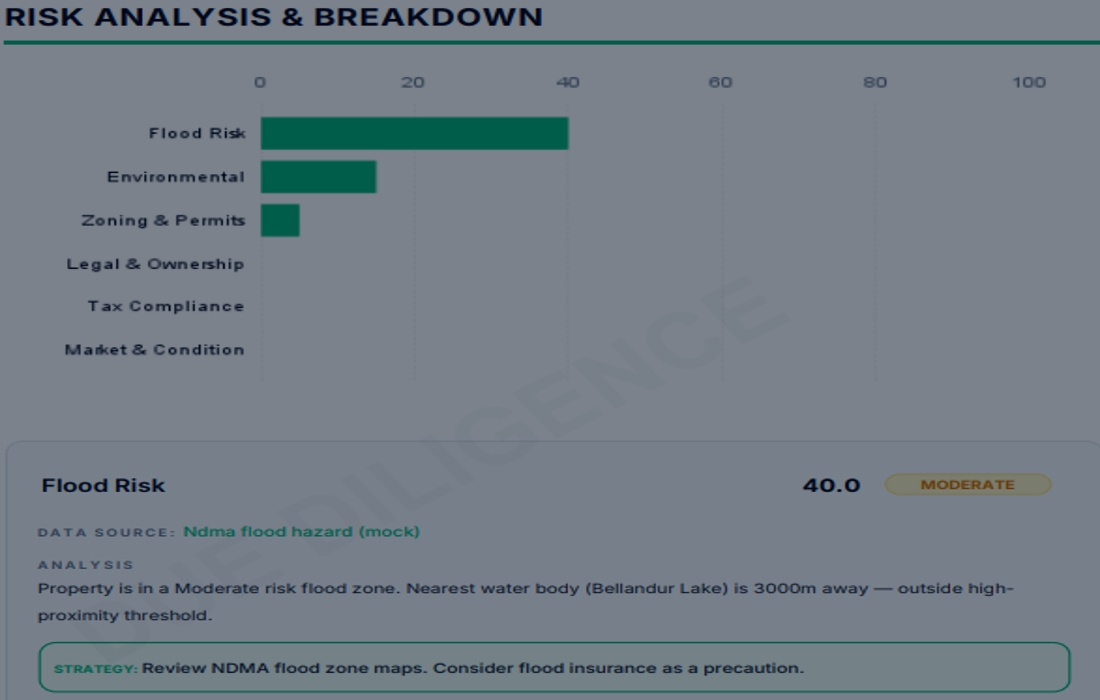 RISK ANALYSIS & BREAKDOWN
0 20 40 60 80 100
Flood Risk
Environmental
Zoning & Permits
Legal & Ownership
Tax Compliance
Market & Condition
DUE DILIGENCE
Flood Risk 40.0 MODERATE
DATA SOURCE: Ndma flood hazard (mock)
ANALYSIS
Property is in a Moderate risk flood zone. Nearest water body (Bellandur Lake) is 3000m away — outside high-
proximity threshold.
STRATEGY: Review NDMA flood zone maps. Consider flood insurance as a precaution.